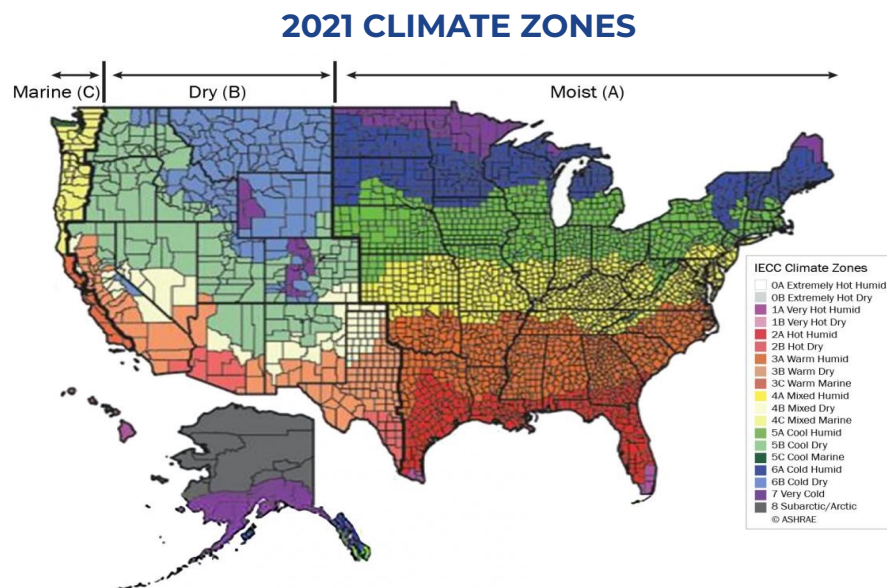 2021 CLIMATE ZONES
Marine (C)
Dry (B)
Moist (A)
IECC Climate Zones
0A Extremely Hot Humid
0B Extremely Hot Dry
1A Very Hot Humid
1B Very Hot Dry
2A Hot Humid
2B Hot Dry
3A Warm Humid
3B Warm Dry
3C Warm Marine
4A Mixed Humid
4B Mixed Dry
4C Mixed Marine
5A Cool Humid
5B Cool Dry
5C Cool Marine
6A Cold Humid
6B Cold Dry
7 Very Cold
8 Subarctic/Arctic
© ASHRAE